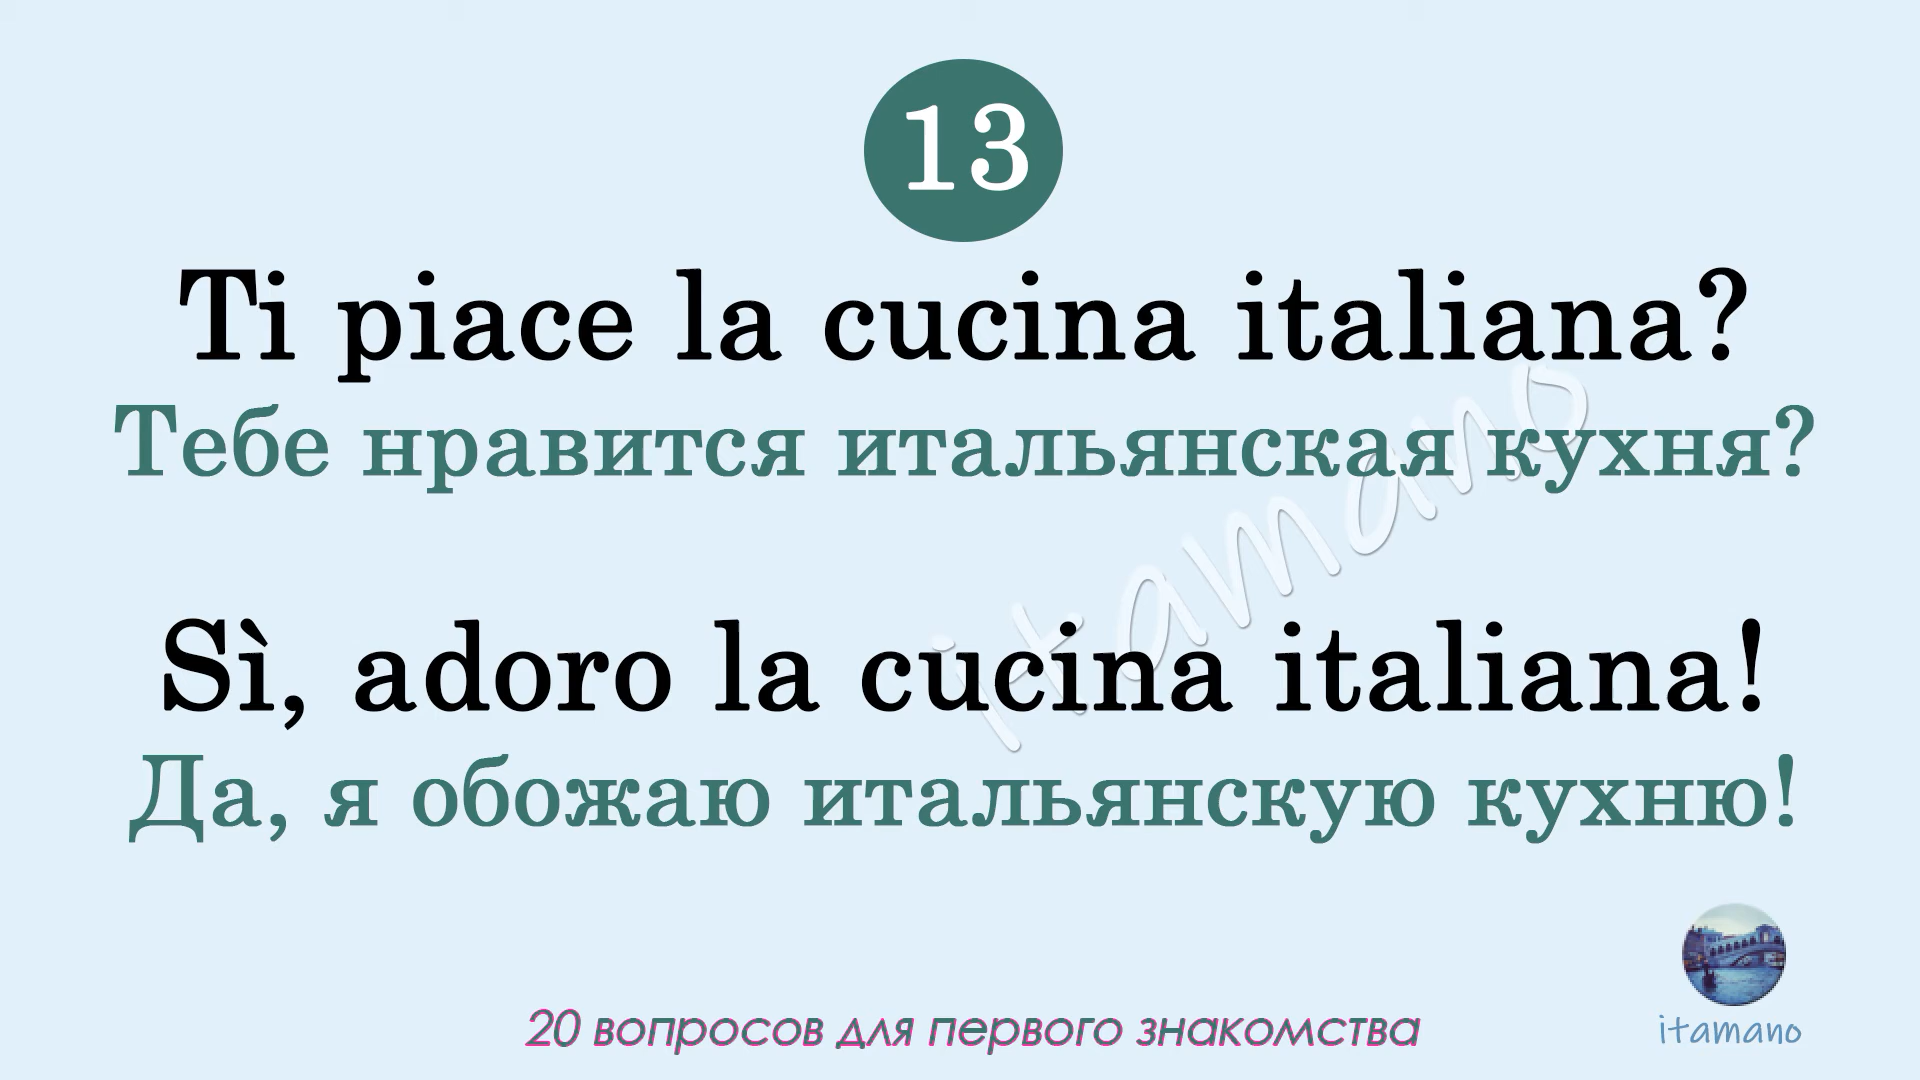 13
Ti piace la cucina italiana?
Тебе нравится итальянская кухня?
itamano
Sì, adoro la cucina italiana!
Да, я обожаю итальянскую кухню!
20 вопросов для первого знакомства
itamano